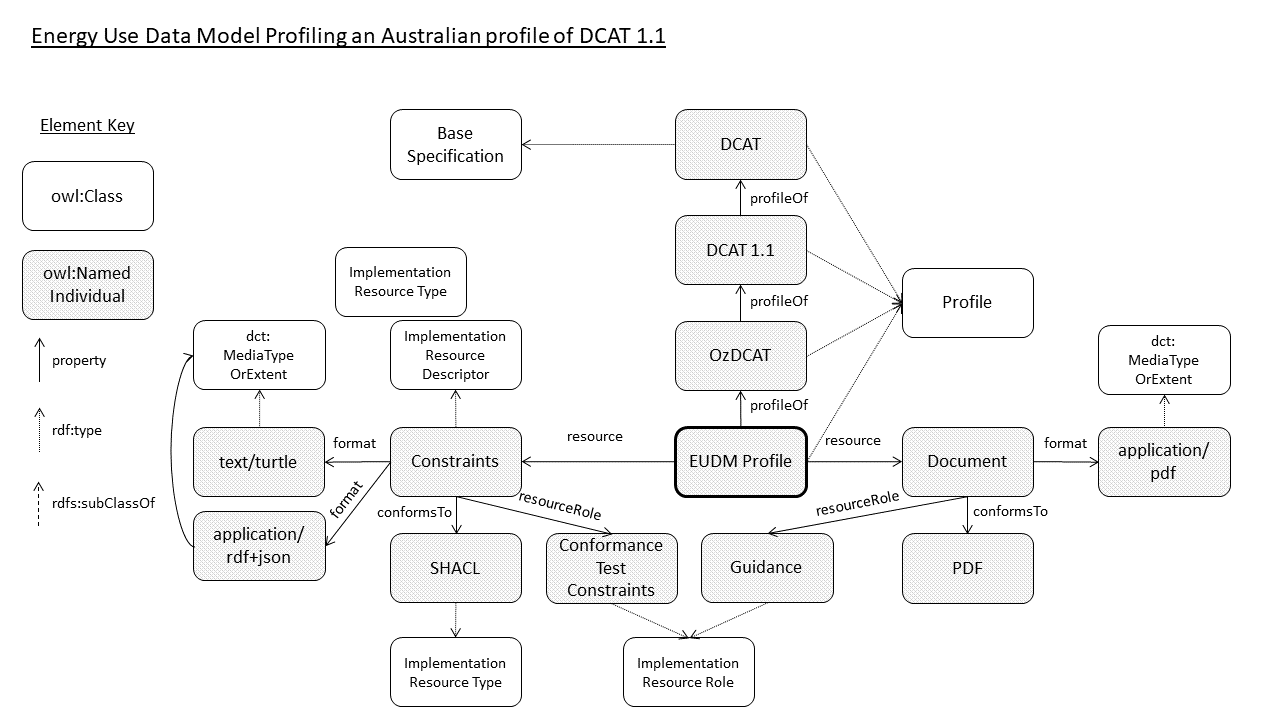 Energy Use Data Model Profiling an Australian profile of DCAT 1.1
Element Key
owl:Class
owl:Named
Individual
property
rdf:type
rdfs:subClassOf
Base
Specification
DCAT
profileOf
DCAT 1.1
Implementation
Resource Type
profileOf
Profile
dct:
MediaType
OrExtent
Implementation
Resource
Descriptor
OzDCAT
dct:
MediaType
OrExtent
profileOf
text/turtle
format
Constraints
resource
EUDM Profile
resource
Document
format
application/
pdf
format
conformsTo
resourceRole
resourceRole
conformsTo
application/
rdf+json
SHACL
Conformance
Test
Constraints
Guidance
PDF
Implementation
Resource Type
Implementation
Resource Role